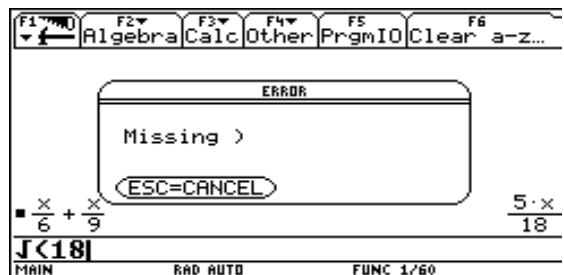 F1 F2 Algebra F3 Calc F4 Other F5 PrgmIO F6 Clear a-z…
ERROR
Missing )
ESC=CANCEL
x/6 + x/9 5·x/18
√(18
MAIN RAD AUTO FUNC 1/60